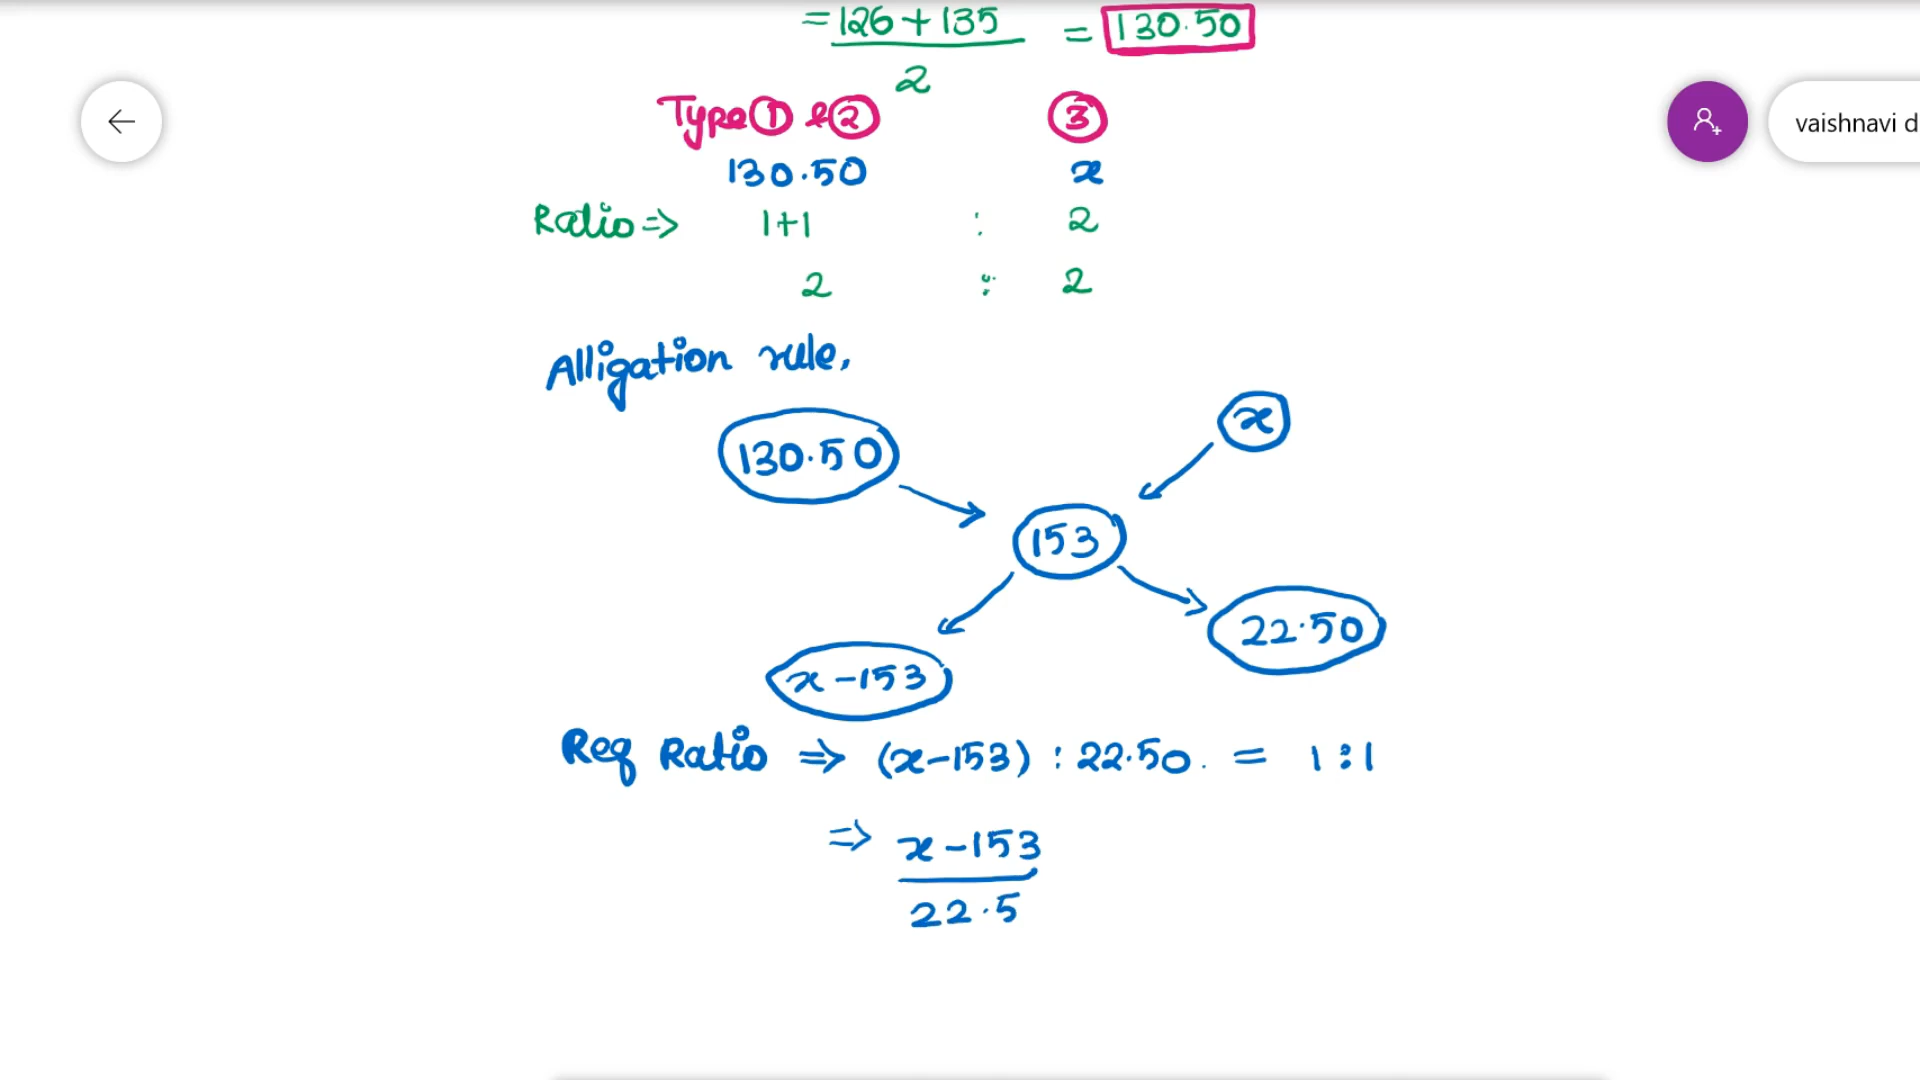 = 126 + 135 = 130.50
2
Type ① & ② ③
130.50 x
Ratio ⇒ 1+1 : 2
2 : 2
Alligation rule,
130.50 x
153
x - 153 22.50
Req Ratio ⇒ (x-153) : 22.50. = 1 : 1
⇒ x - 153
22.5
vaishnavi d